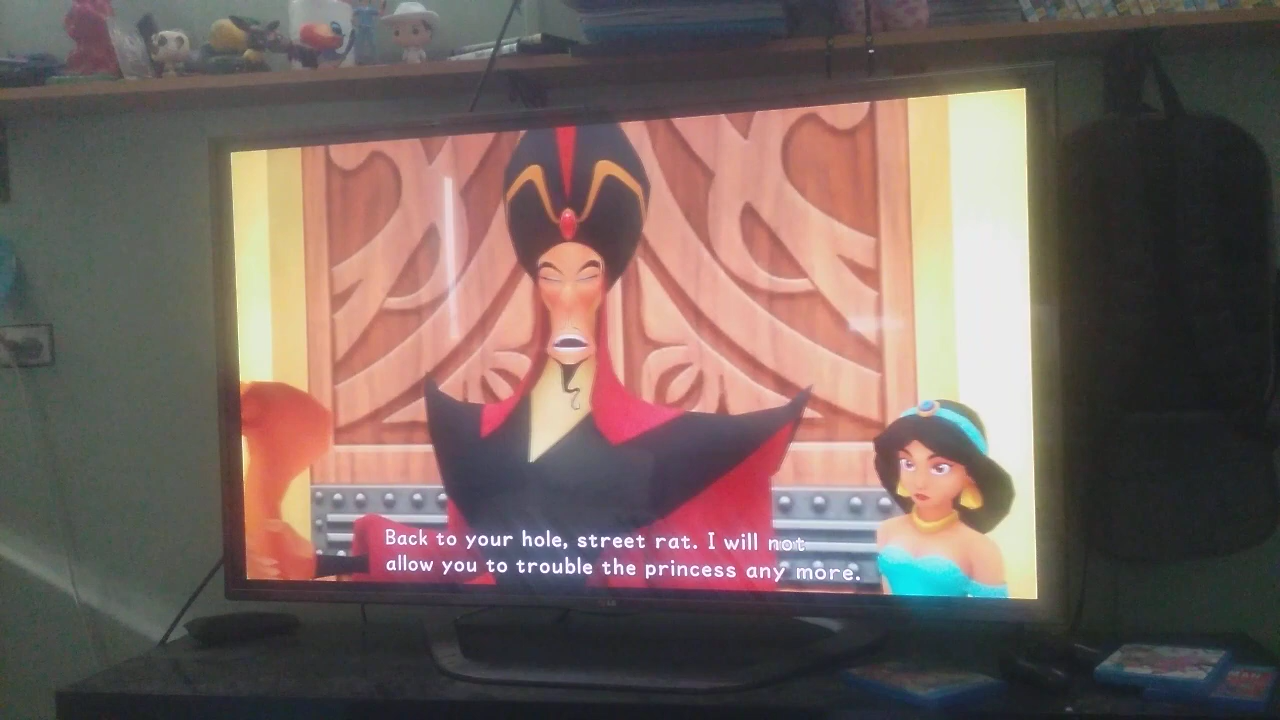 Back to your hole, street rat. I will not
allow you to trouble the princess any more.